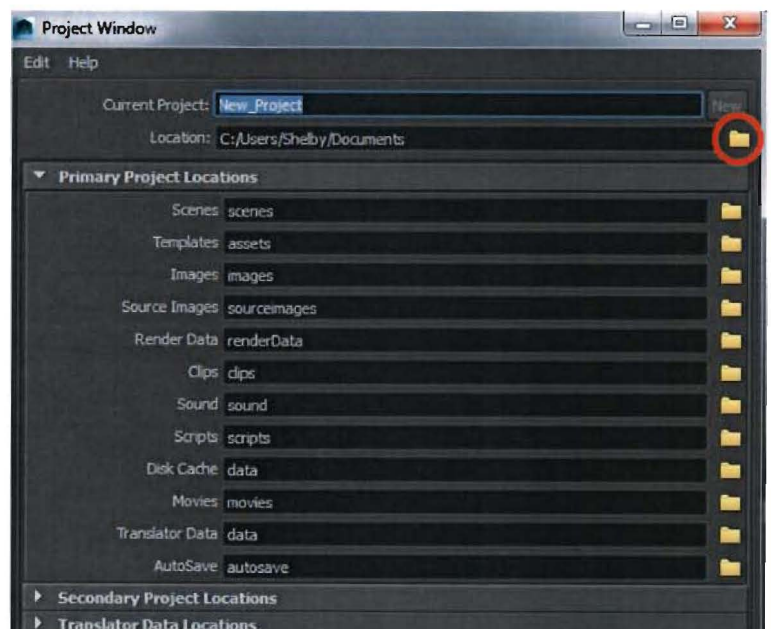 Project Window
Edit Help
Current Project: New_Project New
Location: C:/Users/Shelby/Documents
Primary Project Locations
Scenes scenes
Templates assets
Images images
Source Images sourceimages
Render Data renderData
Clips clips
Sound sound
Scripts scripts
Disk Cache data
Movies movies
Translator Data data
AutoSave autosave
Secondary Project Locations
Translator Data Locations